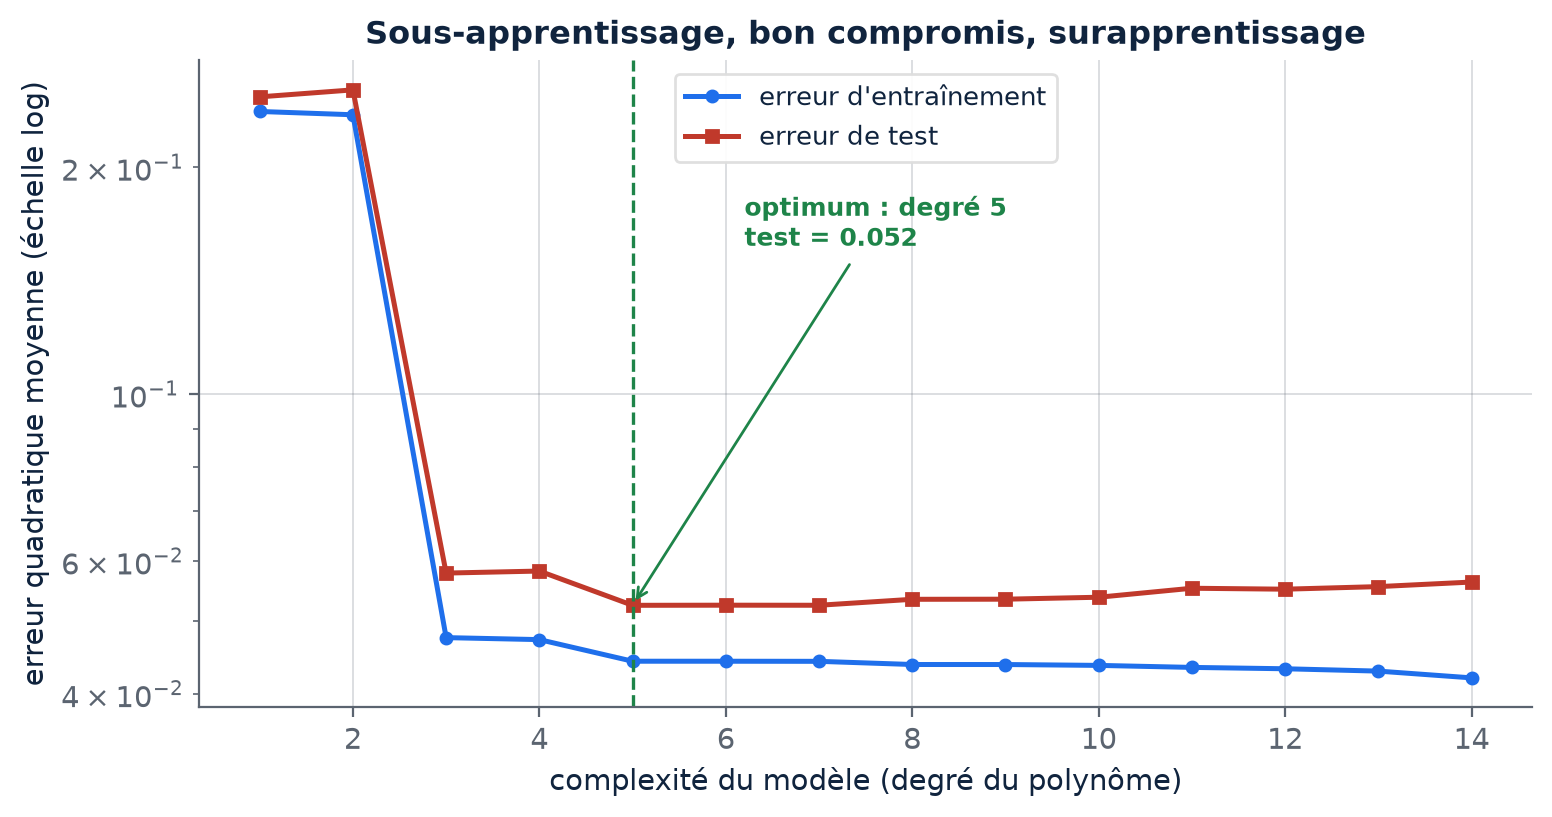 Sous-apprentissage, bon compromis, surapprentissage
erreur d'entraînement
erreur de test
optimum : degré 5
test = 0.052
erreur quadratique moyenne (échelle log)
2 × 10⁻¹
10⁻¹
6 × 10⁻²
4 × 10⁻²
2 4 6 8 10 12 14
complexité du modèle (degré du polynôme)